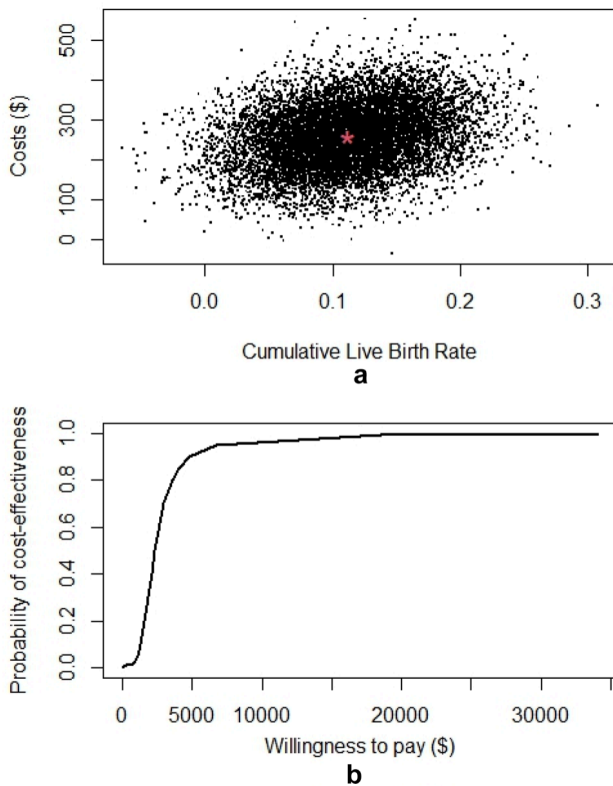 Costs ($)
500
300
100
0
0.0 0.1 0.2 0.3
Cumulative Live Birth Rate
a
Probability of cost-effectiveness
1.0
0.8
0.6
0.4
0.2
0.0
0 5000 10000 20000 30000
Willingness to pay ($)
b